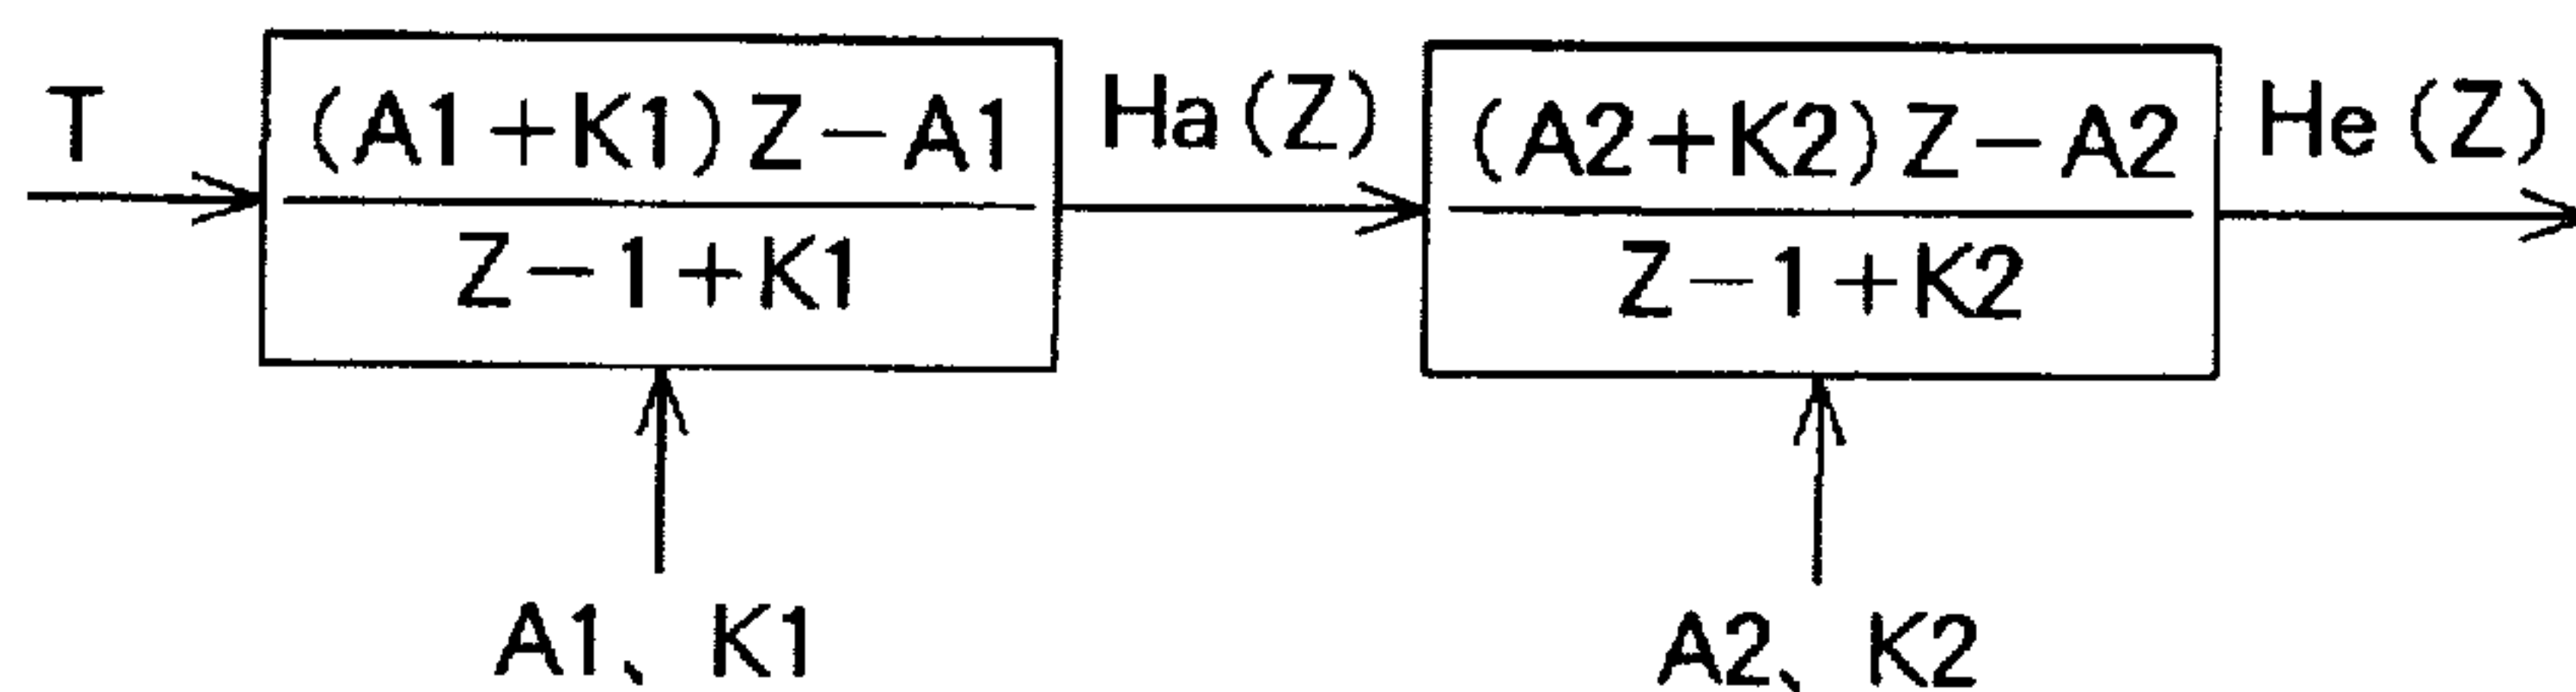 T
(A1+K1)Z-A1
Z-1+K1
Ha(Z)
(A2+K2)Z-A2
Z-1+K2
He(Z)
A1、K1
A2、K2